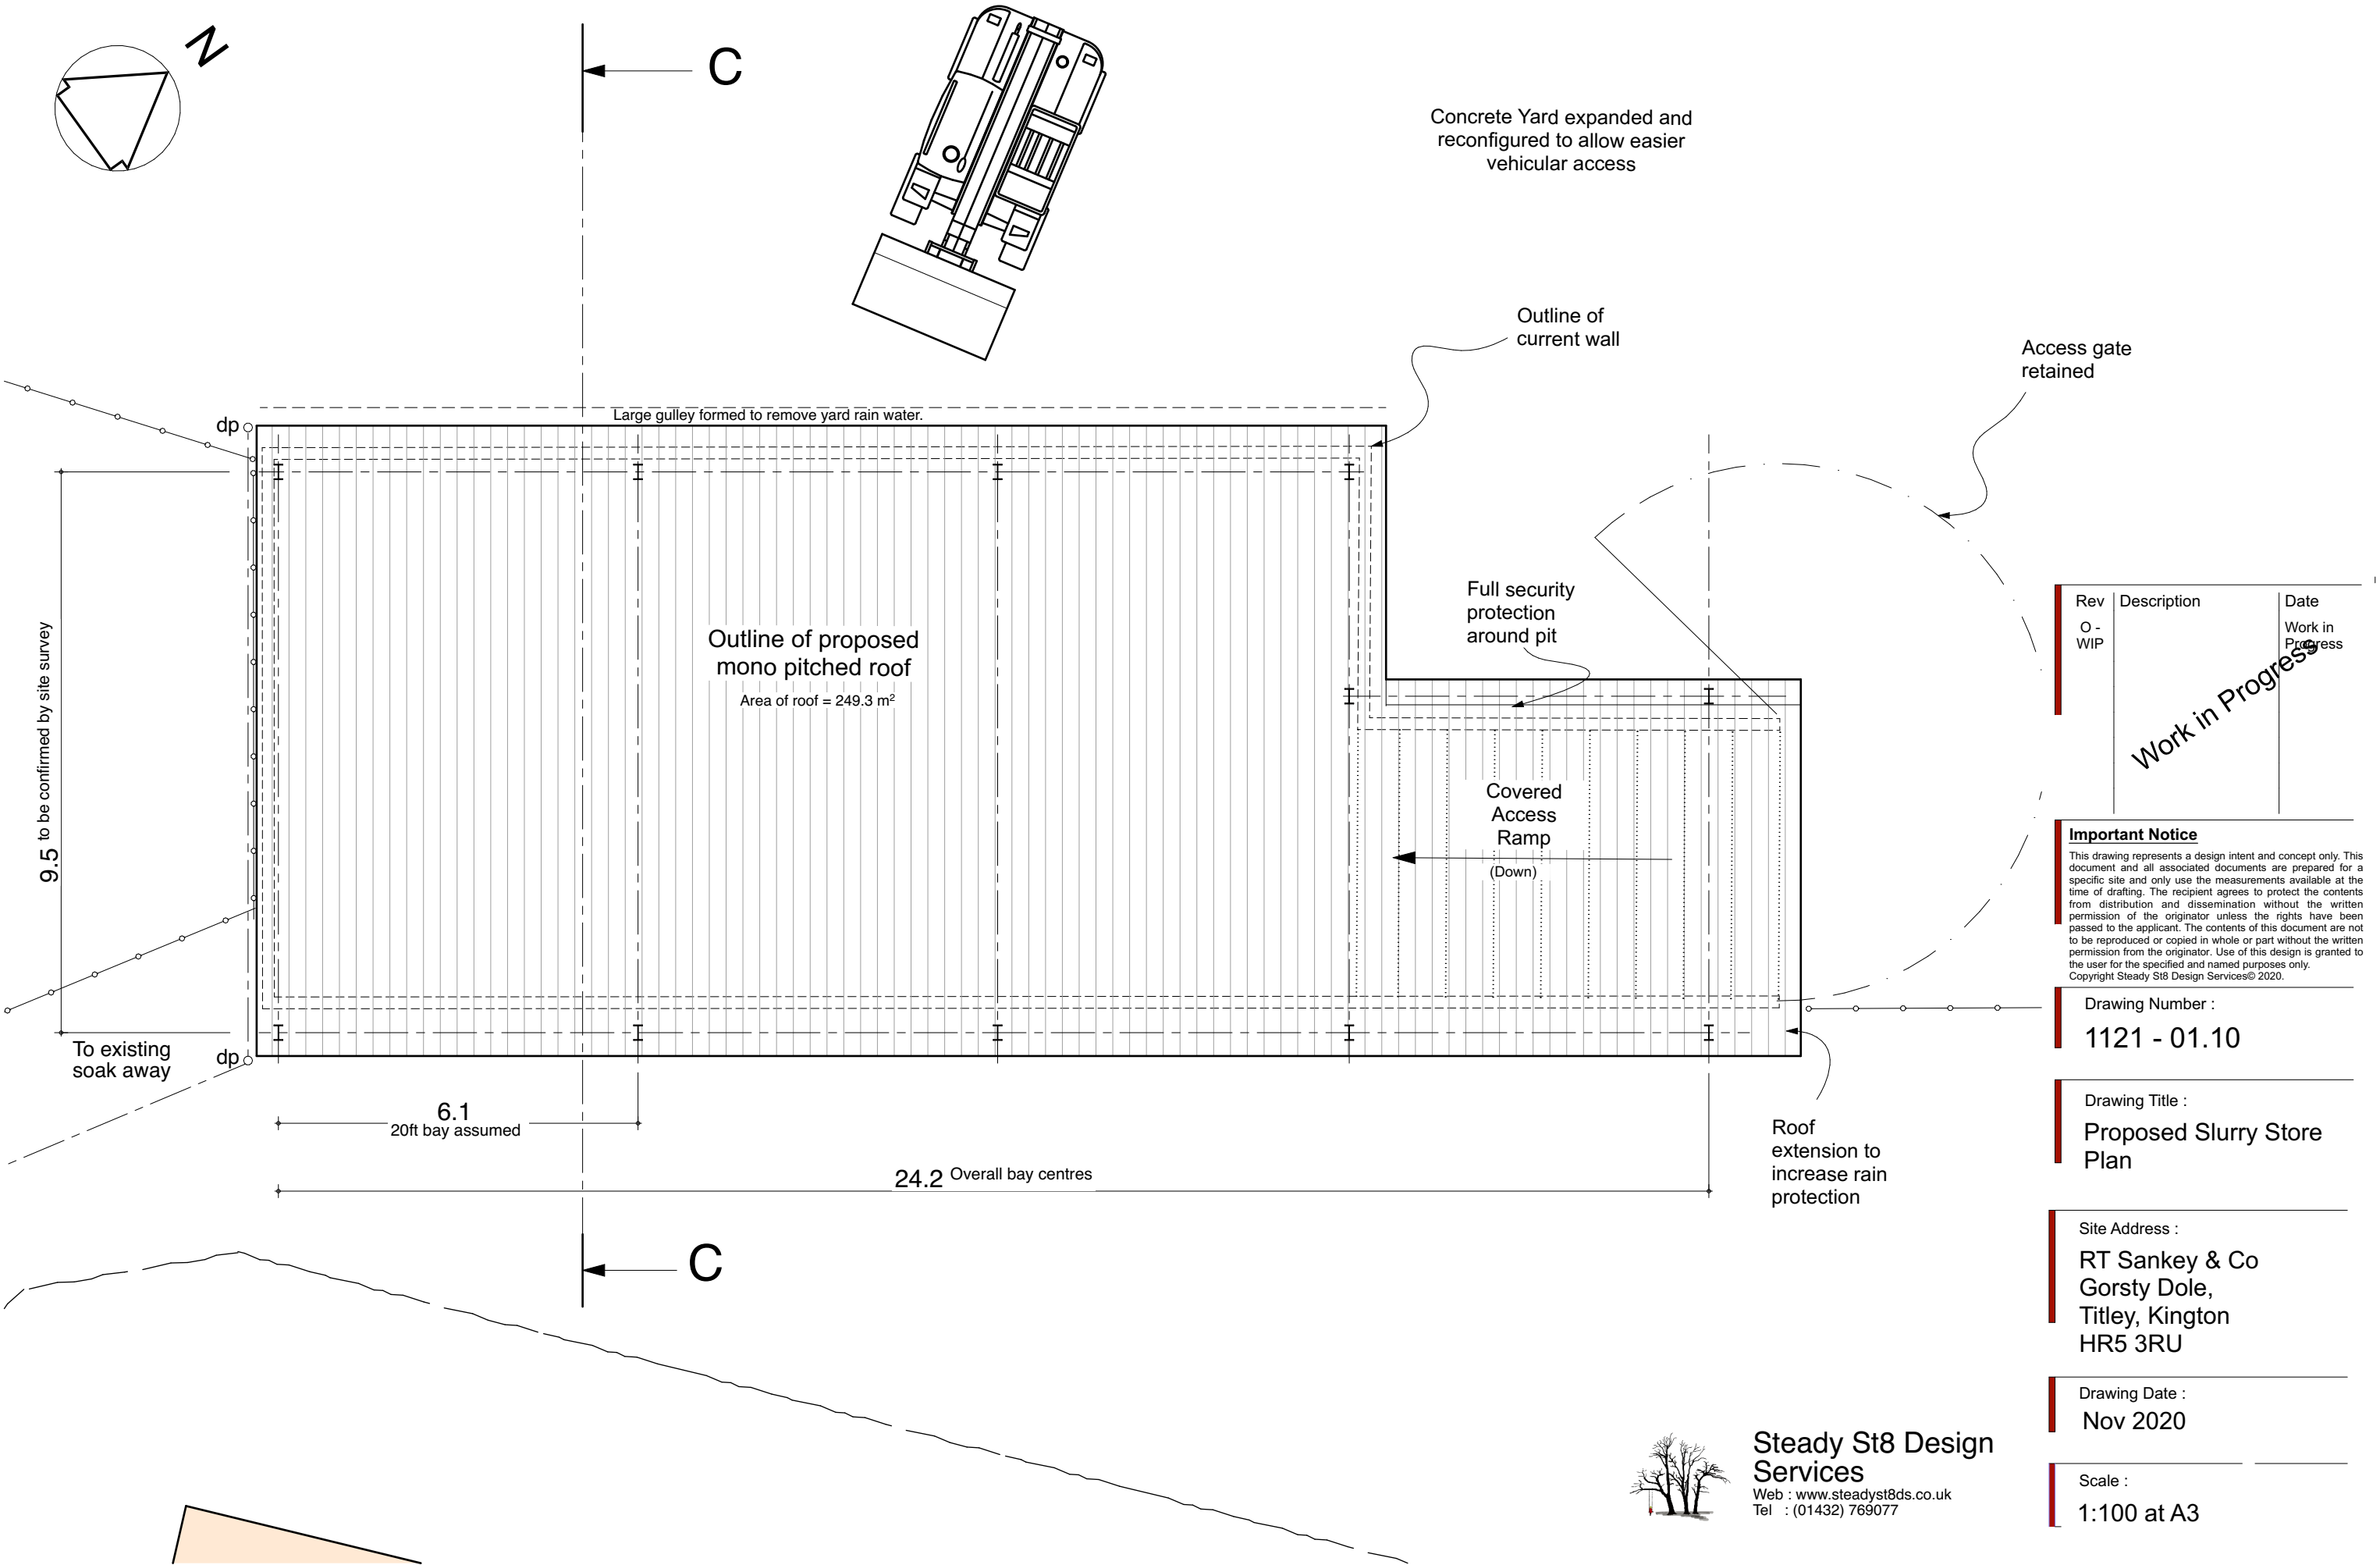 N
C
Concrete Yard expanded and
reconfigured to allow easier
vehicular access
Outline of
current wall
Access gate
retained
Large gulley formed to remove yard rain water.
dp
9.5 to be confirmed by site survey
Outline of proposed
mono pitched roof
Area of roof = 249.3 m²
Full security
protection
around pit
Covered
Access
Ramp
(Down)
To existing
soak away
dp
6.1
20ft bay assumed
24.2 Overall bay centres
Roof
extension to
increase rain
protection
C
Rev Description Date
O -
WIP
Work in
Progress
Work in Progress
Important Notice
This drawing represents a design intent and concept only. This
document and all associated documents are prepared for a
specific site and only use the measurements available at the
time of drafting. The recipient agrees to protect the contents
from distribution and dissemination without the written
permission of the originator unless the rights have been
passed to the applicant. The contents of this document are not
to be reproduced or copied in whole or part without the written
permission from the originator. Use of this design is granted to
the user for the specified and named purposes only.
Copyright Steady St8 Design Services© 2020.
Drawing Number :
1121 - 01.10
Drawing Title :
Proposed Slurry Store
Plan
Site Address :
RT Sankey & Co
Gorsty Dole,
Titley, Kington
HR5 3RU
Drawing Date :
Nov 2020
Scale :
1:100 at A3
Steady St8 Design
Services
Web : www.steadyst8ds.co.uk
Tel : (01432) 769077